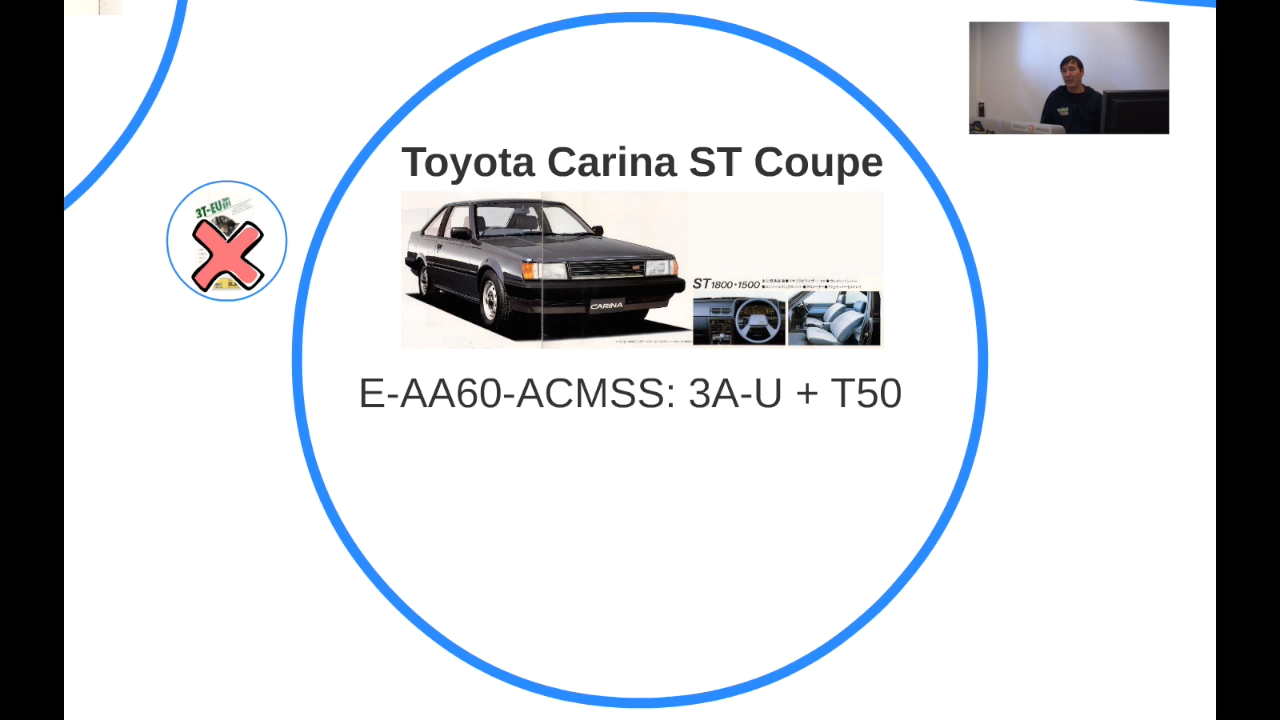 Toyota Carina ST Coupe
3T-EU
CARINA
ST 1800・1500
E-AA60-ACMSS: 3A-U + T50